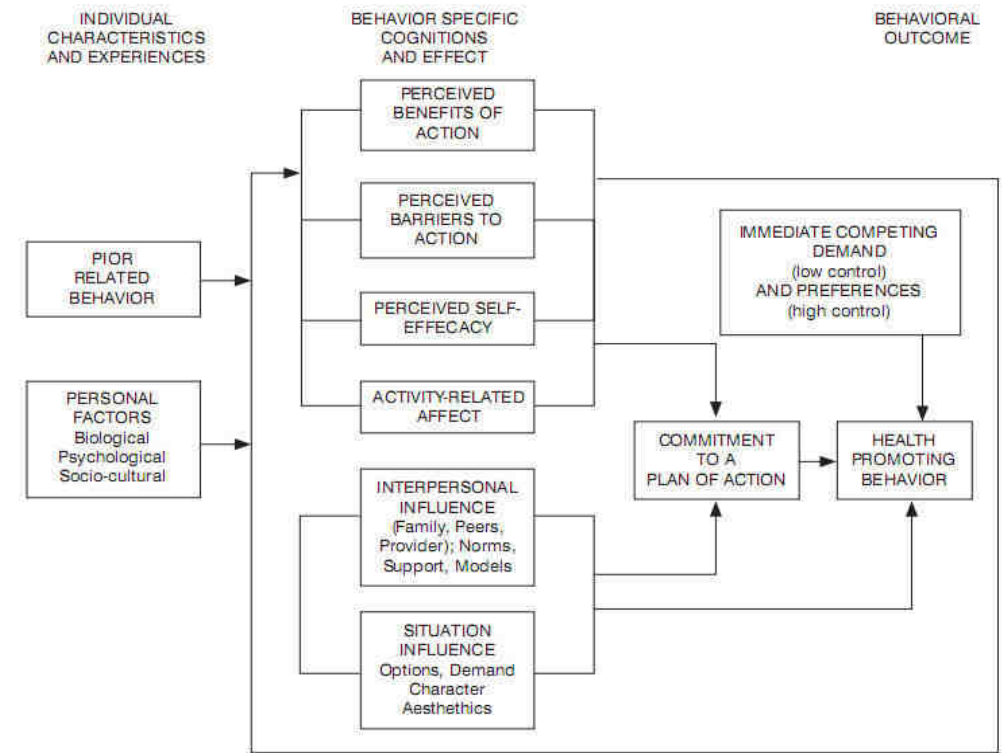 INDIVIDUAL
CHARACTERISTICS
AND EXPERIENCES
BEHAVIOR SPECIFIC
COGNITIONS
AND EFFECT
BEHAVIORAL
OUTCOME
PERCEIVED
BENEFITS OF
ACTION
PERCEIVED
BARRIERS TO
ACTION
IMMEDIATE COMPETING
DEMAND
(low control)
AND PREFERENCES
(high control)
PIOR
RELATED
BEHAVIOR
PERCEIVED SELF-
EFFECACY
PERSONAL
FACTORS
Biological
Psychological
Socio-cultural
ACTIVITY-RELATED
AFFECT
COMMITMENT
TO A
PLAN OF ACTION
HEALTH
PROMOTING
BEHAVIOR
INTERPERSONAL
INFLUENCE
(Family, Peers,
Provider); Norms,
Support, Models
SITUATION
INFLUENCE
Options, Demand
Character
Aesthethics